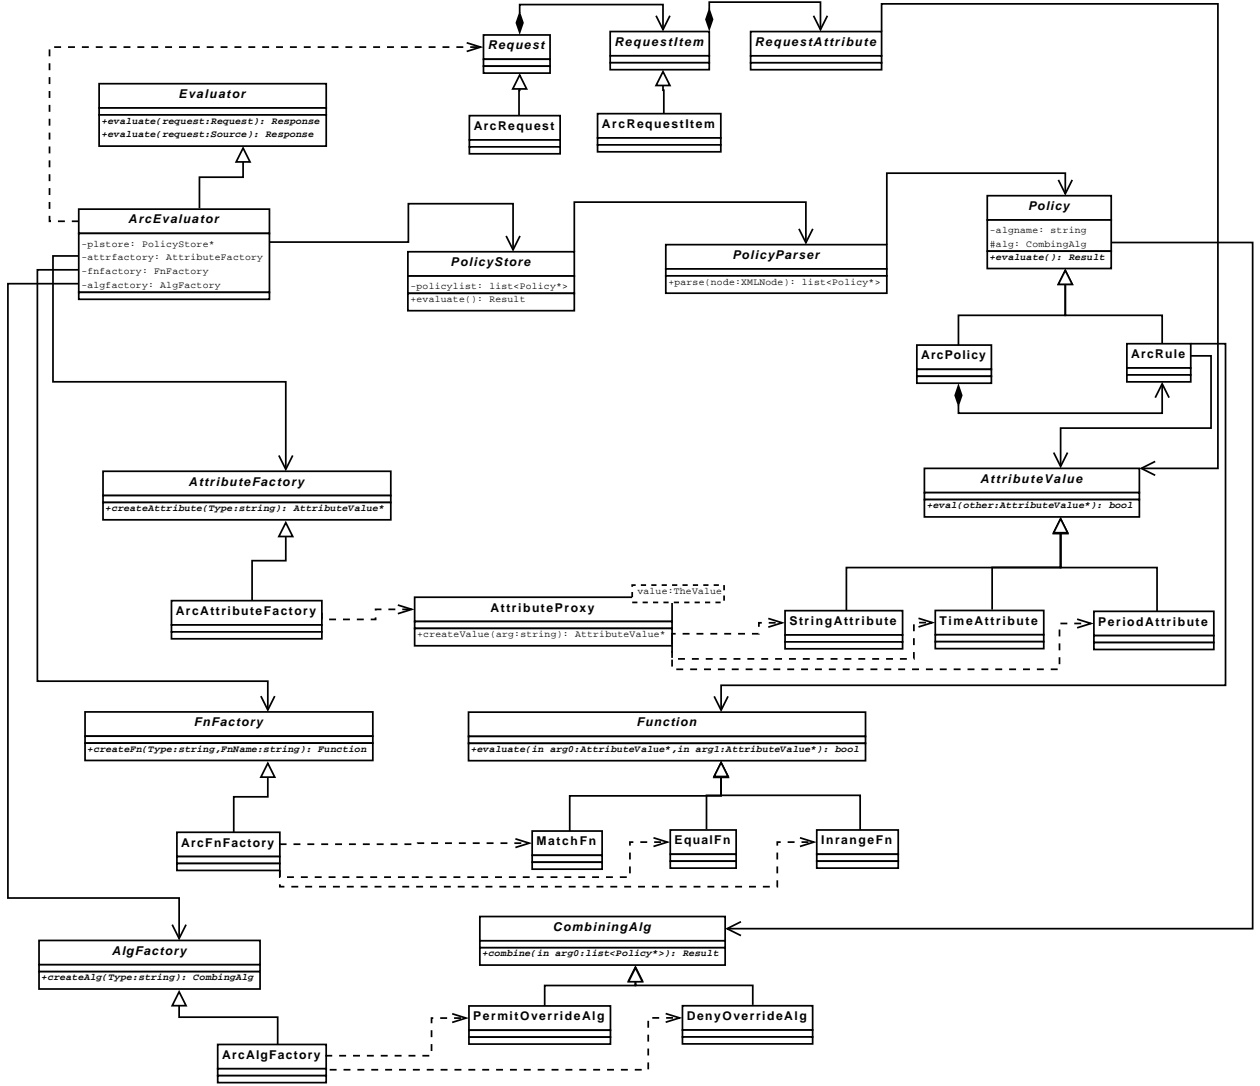 Request
RequestItem
RequestAttribute
Evaluator
+evaluate(request:Request): Response
+evaluate(request:Source): Response
ArcRequest
ArcRequestItem
ArcEvaluator
-plstore: PolicyStore*
-attrfactory: AttributeFactory
-fnfactory: FnFactory
-algfactory: AlgFactory
PolicyStore
-policylist: list<Policy*>
+evaluate(): Result
PolicyParser
+parse(node:XMLNode): list<Policy*>
Policy
-algname: string
#alg: CombingAlg
+evaluate(): Result
ArcPolicy
ArcRule
AttributeFactory
+createAttribute(Type:string): AttributeValue*
AttributeValue
+eval(other:AttributeValue*): bool
ArcAttributeFactory
value:TheValue
AttributeProxy
+createValue(arg:string): AttributeValue*
StringAttribute
TimeAttribute
PeriodAttribute
FnFactory
+createFn(Type:string,FnName:string): Function
Function
+evaluate(in arg0:AttributeValue*,in arg1:AttributeValue*): bool
ArcFnFactory
MatchFn
EqualFn
InrangeFn
AlgFactory
+createAlg(Type:string): CombingAlg
CombiningAlg
+combine(in arg0:list<Policy*>): Result
PermitOverrideAlg
DenyOverrideAlg
ArcAlgFactory